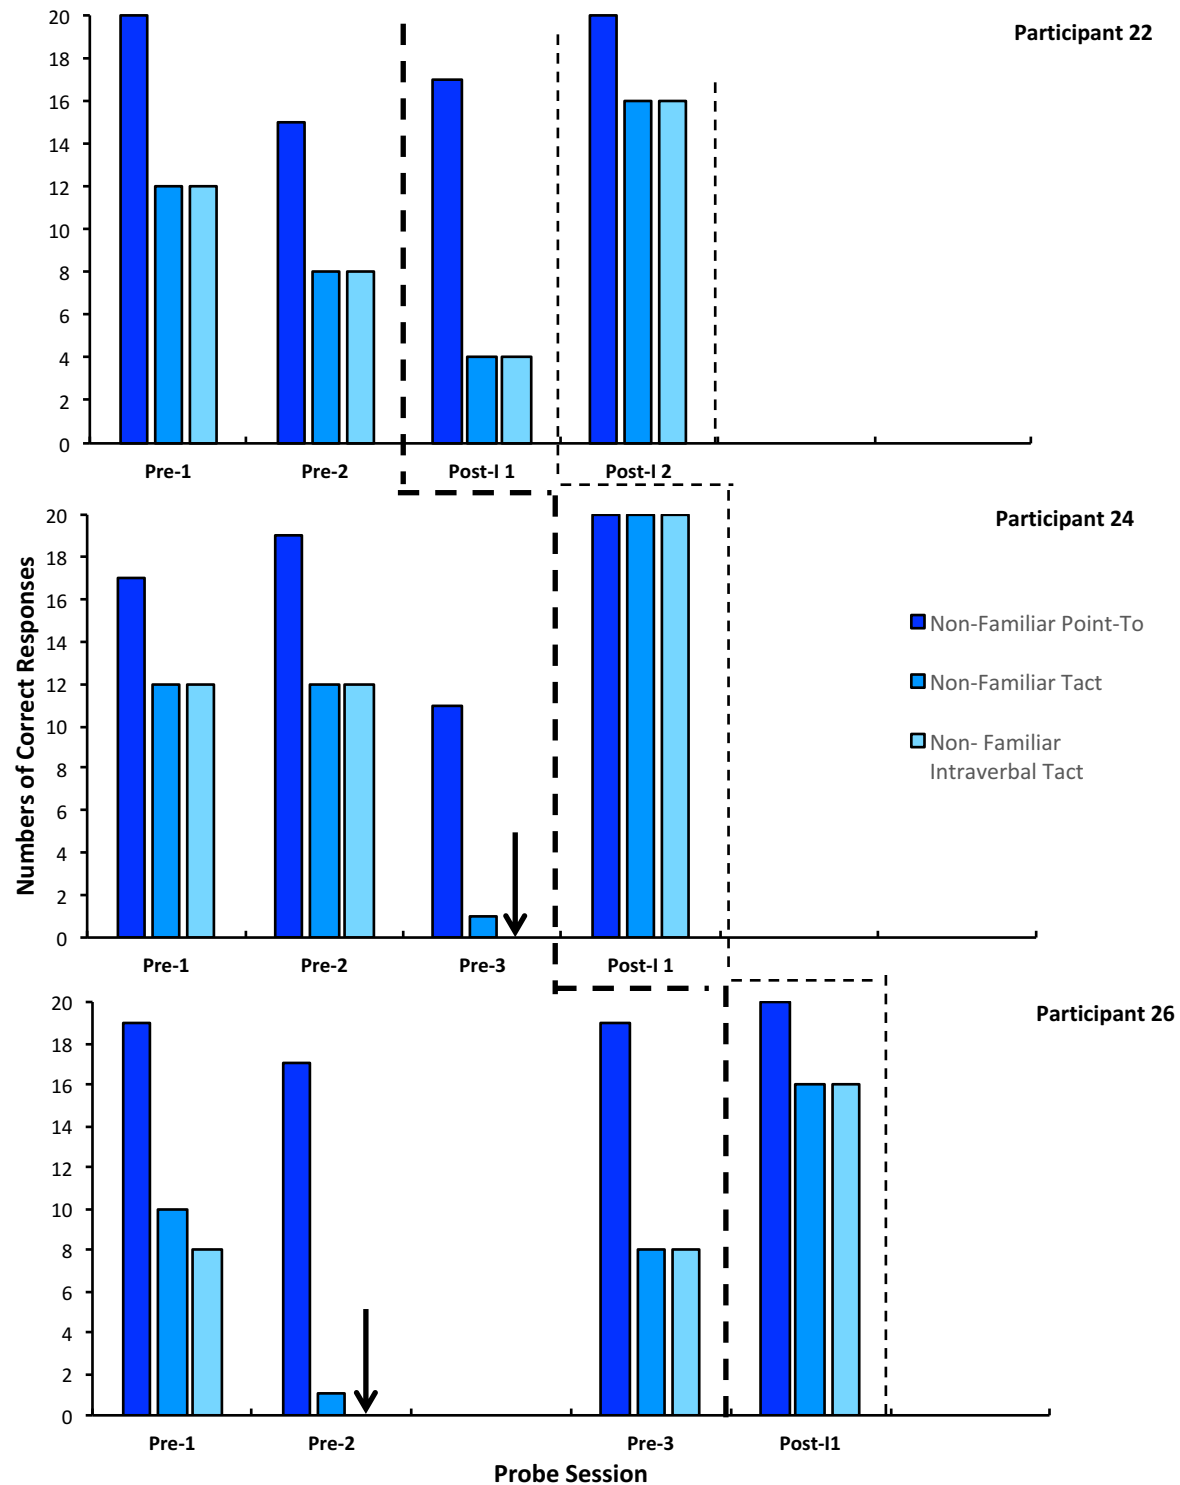 Participant 22
20
18
16
14
12
10
8
6
4
2
0
Pre-1 Pre-2 Post-I 1 Post-I 2
Numbers of Correct Responses
Participant 24
20
18
16
14
12
10
8
6
4
2
0
Non-Familiar Point-To
Non-Familiar Tact
Non- Familiar
Intraverbal Tact
Pre-1 Pre-2 Pre-3 Post-I 1
Participant 26
20
18
16
14
12
10
8
6
4
2
0
Pre-1 Pre-2 Pre-3 Post-I1
Probe Session